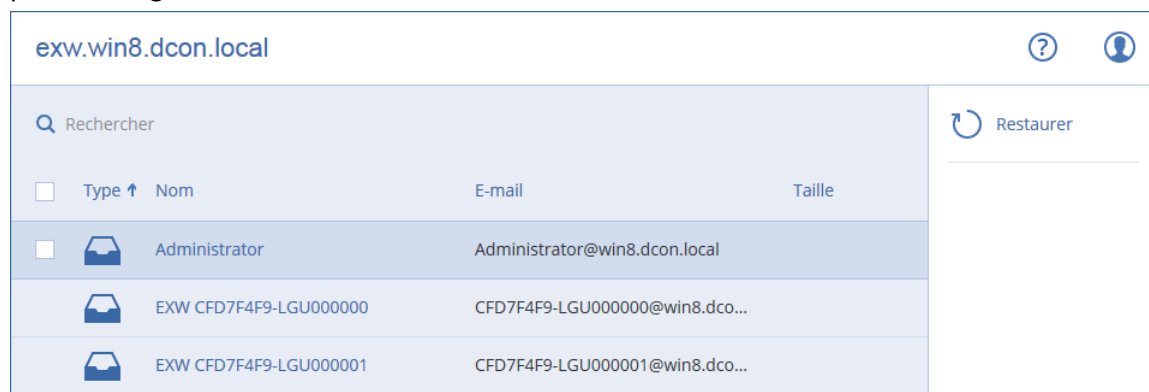 exw.win8.dcon.local
Rechercher
Restaurer
Type Nom E-mail Taille
Administrator Administrator@win8.dcon.local
EXW CFD7F4F9-LGU000000 CFD7F4F9-LGU000000@win8.dco...
EXW CFD7F4F9-LGU000001 CFD7F4F9-LGU000001@win8.dco...